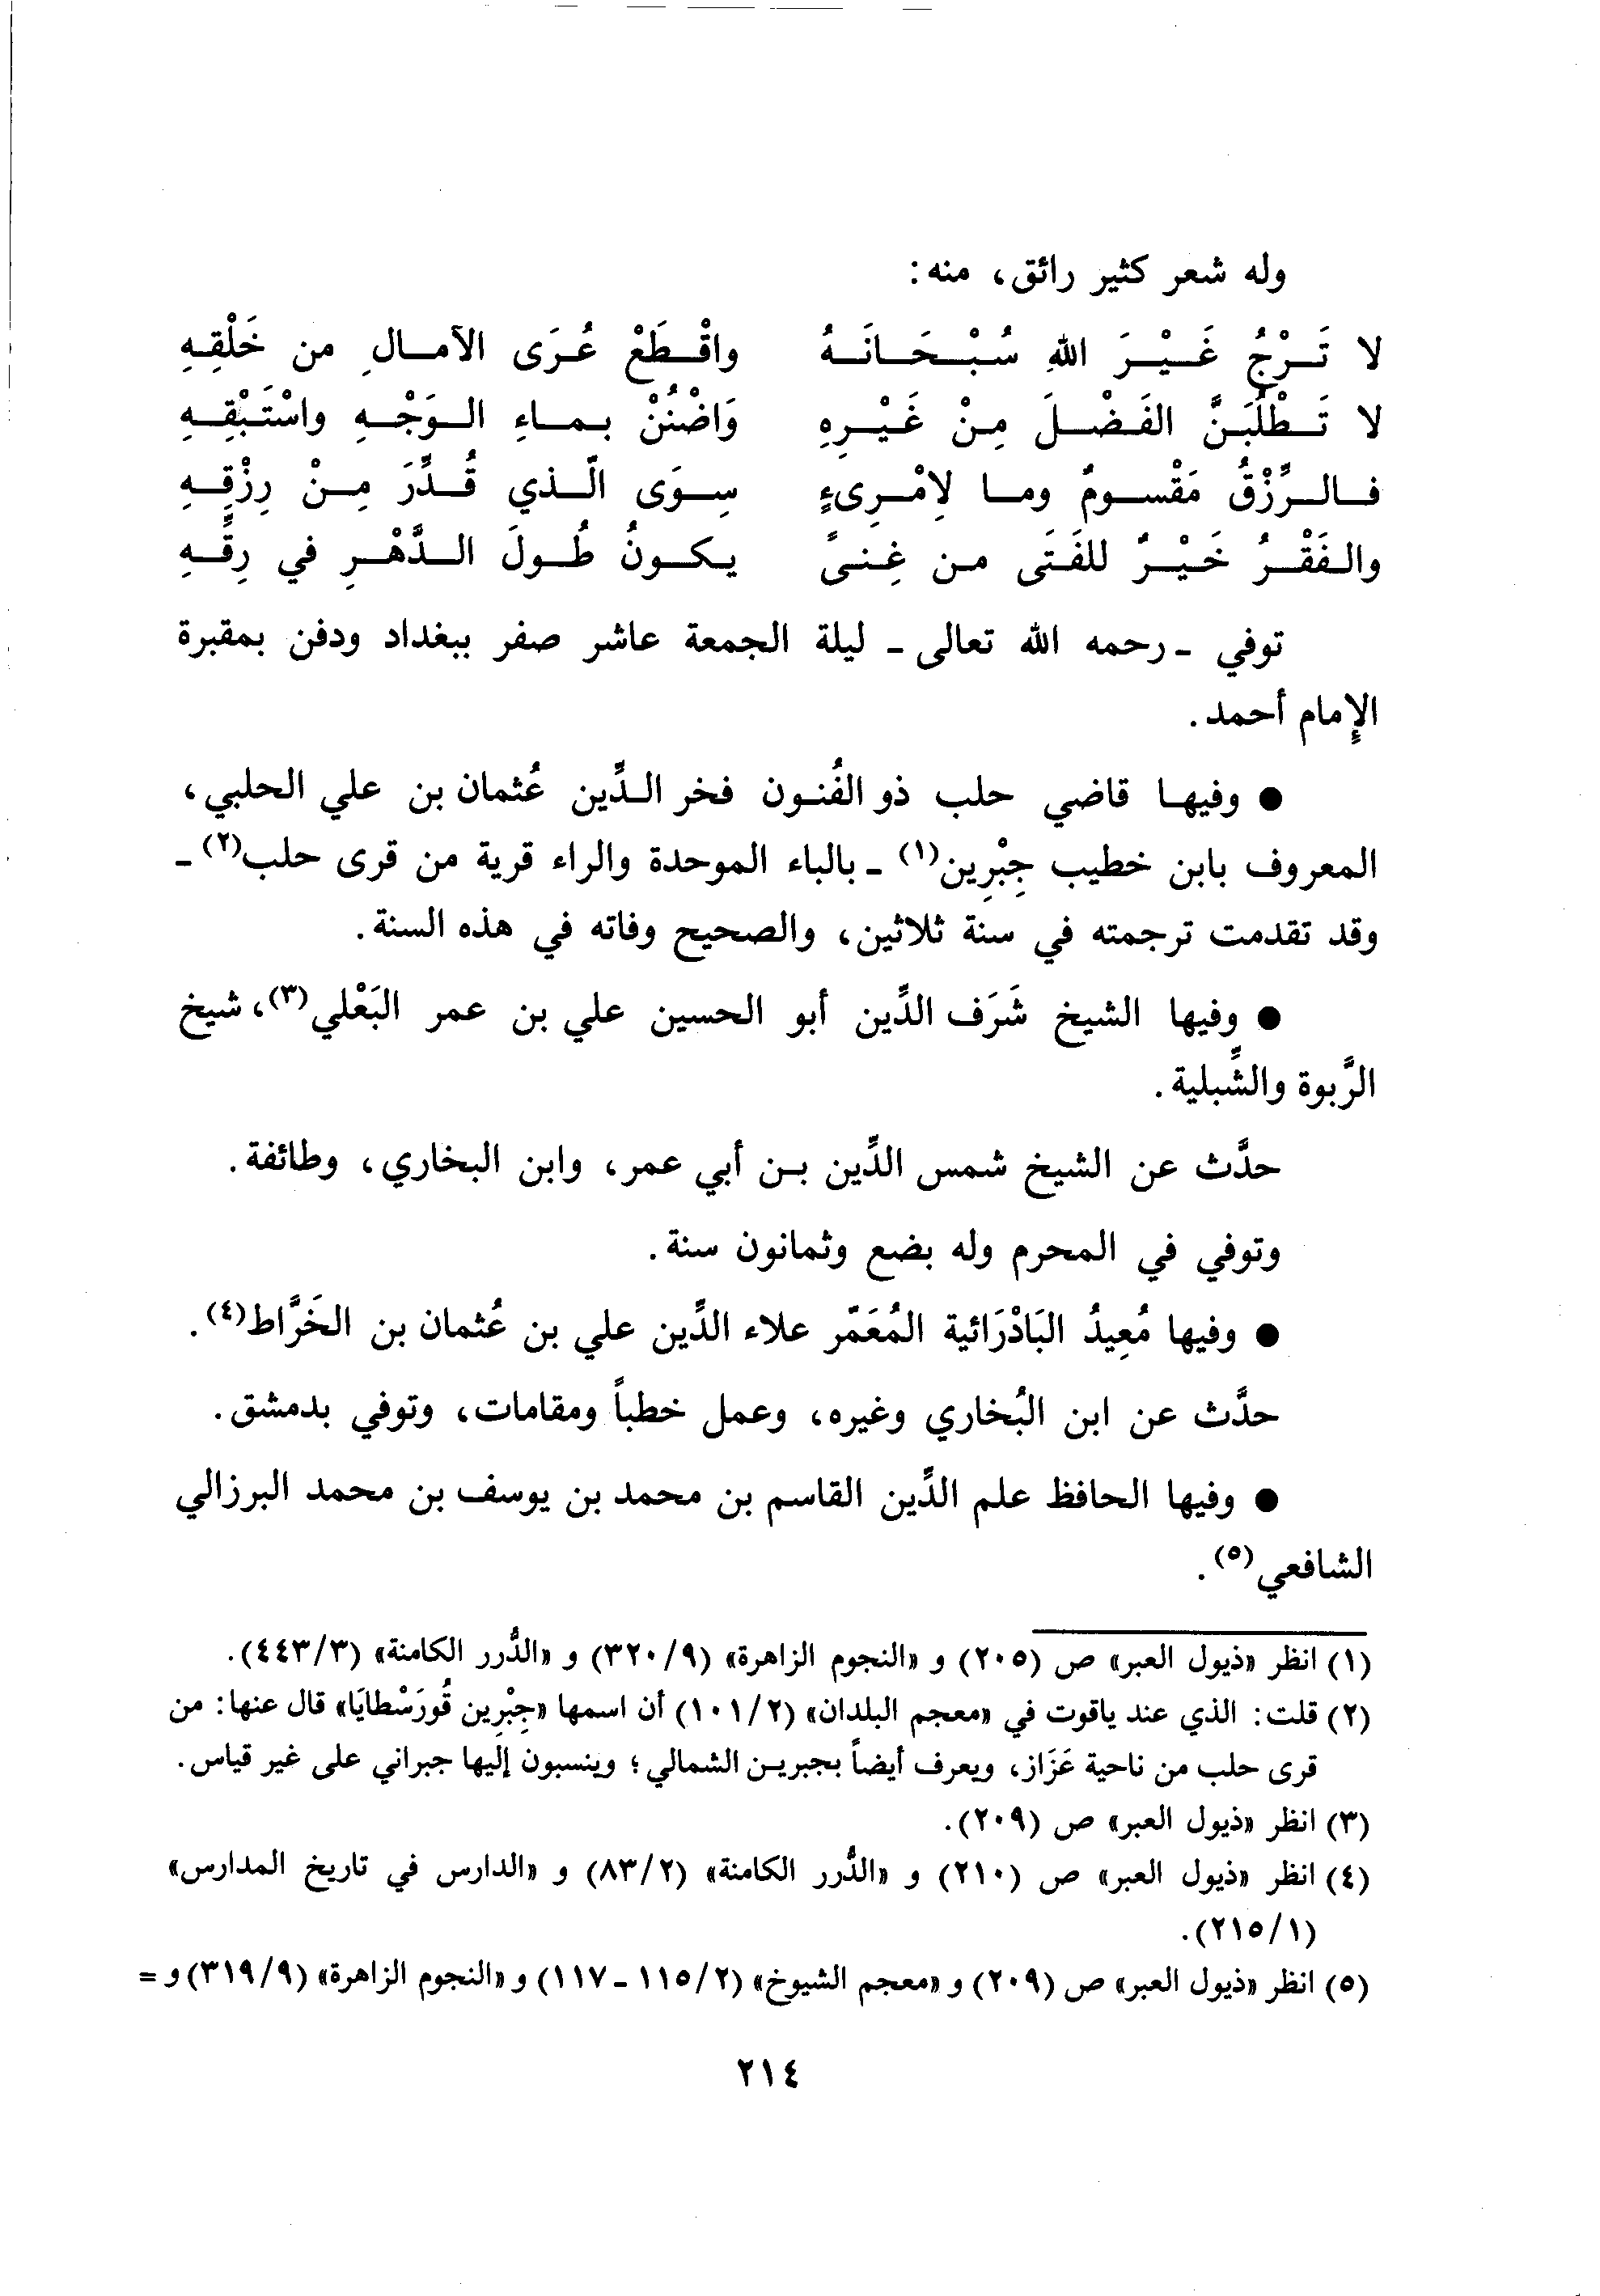 وله شعر كثير رائق، منه:
لا تَرْجُ غَيْرَ اللهِ سُبْحَانَهُ واقْطَعْ عُرَى الآمالِ من خَلْقِهِ
لا تَطْلُبَنَّ الفَضْلَ مِنْ غَيْرِهِ وَاضْنُنْ بماءِ الوَجْهِ واسْتَبْقِهِ
فالرِّزْقُ مَقْسومٌ وما لِامْرِىءٍ سِوَى الَّذي قُدِّرَ مِنْ رِزْقِهِ
والفَقْرُ خَيْرٌ للفَتَى من غِنىً يكونُ طُولَ الدَّهْرِ في رِقِّهِ
توفي ـ رحمه الله تعالى ـ ليلة الجمعة عاشر صفر ببغداد ودفن بمقبرة
الإمام أحمد.
● وفيها قاضي حلب ذو الفُنون فخر الدِّين عُثمان بن علي الحلبي،
المعروف بابن خطيب جِبْرِين(١) ـ بالباء الموحدة والراء قرية من قرى حلب(٢) ـ
وقد تقدمت ترجمته في سنة ثلاثين، والصحيح وفاته في هذه السنة.
● وفيها الشيخ شَرَف الدِّين أبو الحسين علي بن عمر البَعْلي(٣)، شيخ
الرَّبوة والشِّبلية.
حدَّث عن الشيخ شمس الدِّين بن أبي عمر، وابن البخاري، وطائفة.
وتوفي في المحرم وله بضع وثمانون سنة.
● وفيها مُعِيدُ البَاذْرَائية المُعَمَّر علاء الدِّين علي بن عُثمان بن الخَرَّاط(٤).
حدَّث عن ابن البُخاري وغيره، وعمل خطباً ومقامات، وتوفي بدمشق.
● وفيها الحافظ علم الدِّين القاسم بن محمد بن يوسف بن محمد البرزالي
الشافعي(٥).
(١) انظر «ذيول العبر» ص (٢٠٥) و «النجوم الزاهرة» (٩/ ٣٢٠) و «الدُّرر الكامنة» (٣/ ٤٤٣).
(٢) قلت: الذي عند ياقوت في «معجم البلدان» (٢/ ١٠١) أن اسمها «جِبْرِين قُورَسْطايَا» قال عنها: من
قرى حلب من ناحية عَزَاز، ويعرف أيضاً بجبرين الشمالي؛ وينسبون إليها جبراني على غير قياس.
(٣) انظر «ذيول العبر» ص (٢٠٩).
(٤) انظر «ذيول العبر» ص (٢١٠) و «الدُّرر الكامنة» (٢/ ٨٣) و «الدارس في تاريخ المدارس»
(١/ ٢١٥).
(٥) انظر «ذيول العبر» ص (٢٠٩) و «معجم الشيوخ» (٢/ ١١٥ ـ ١١٧) و «النجوم الزاهرة» (٩/ ٣١٩) و =
٢١٤